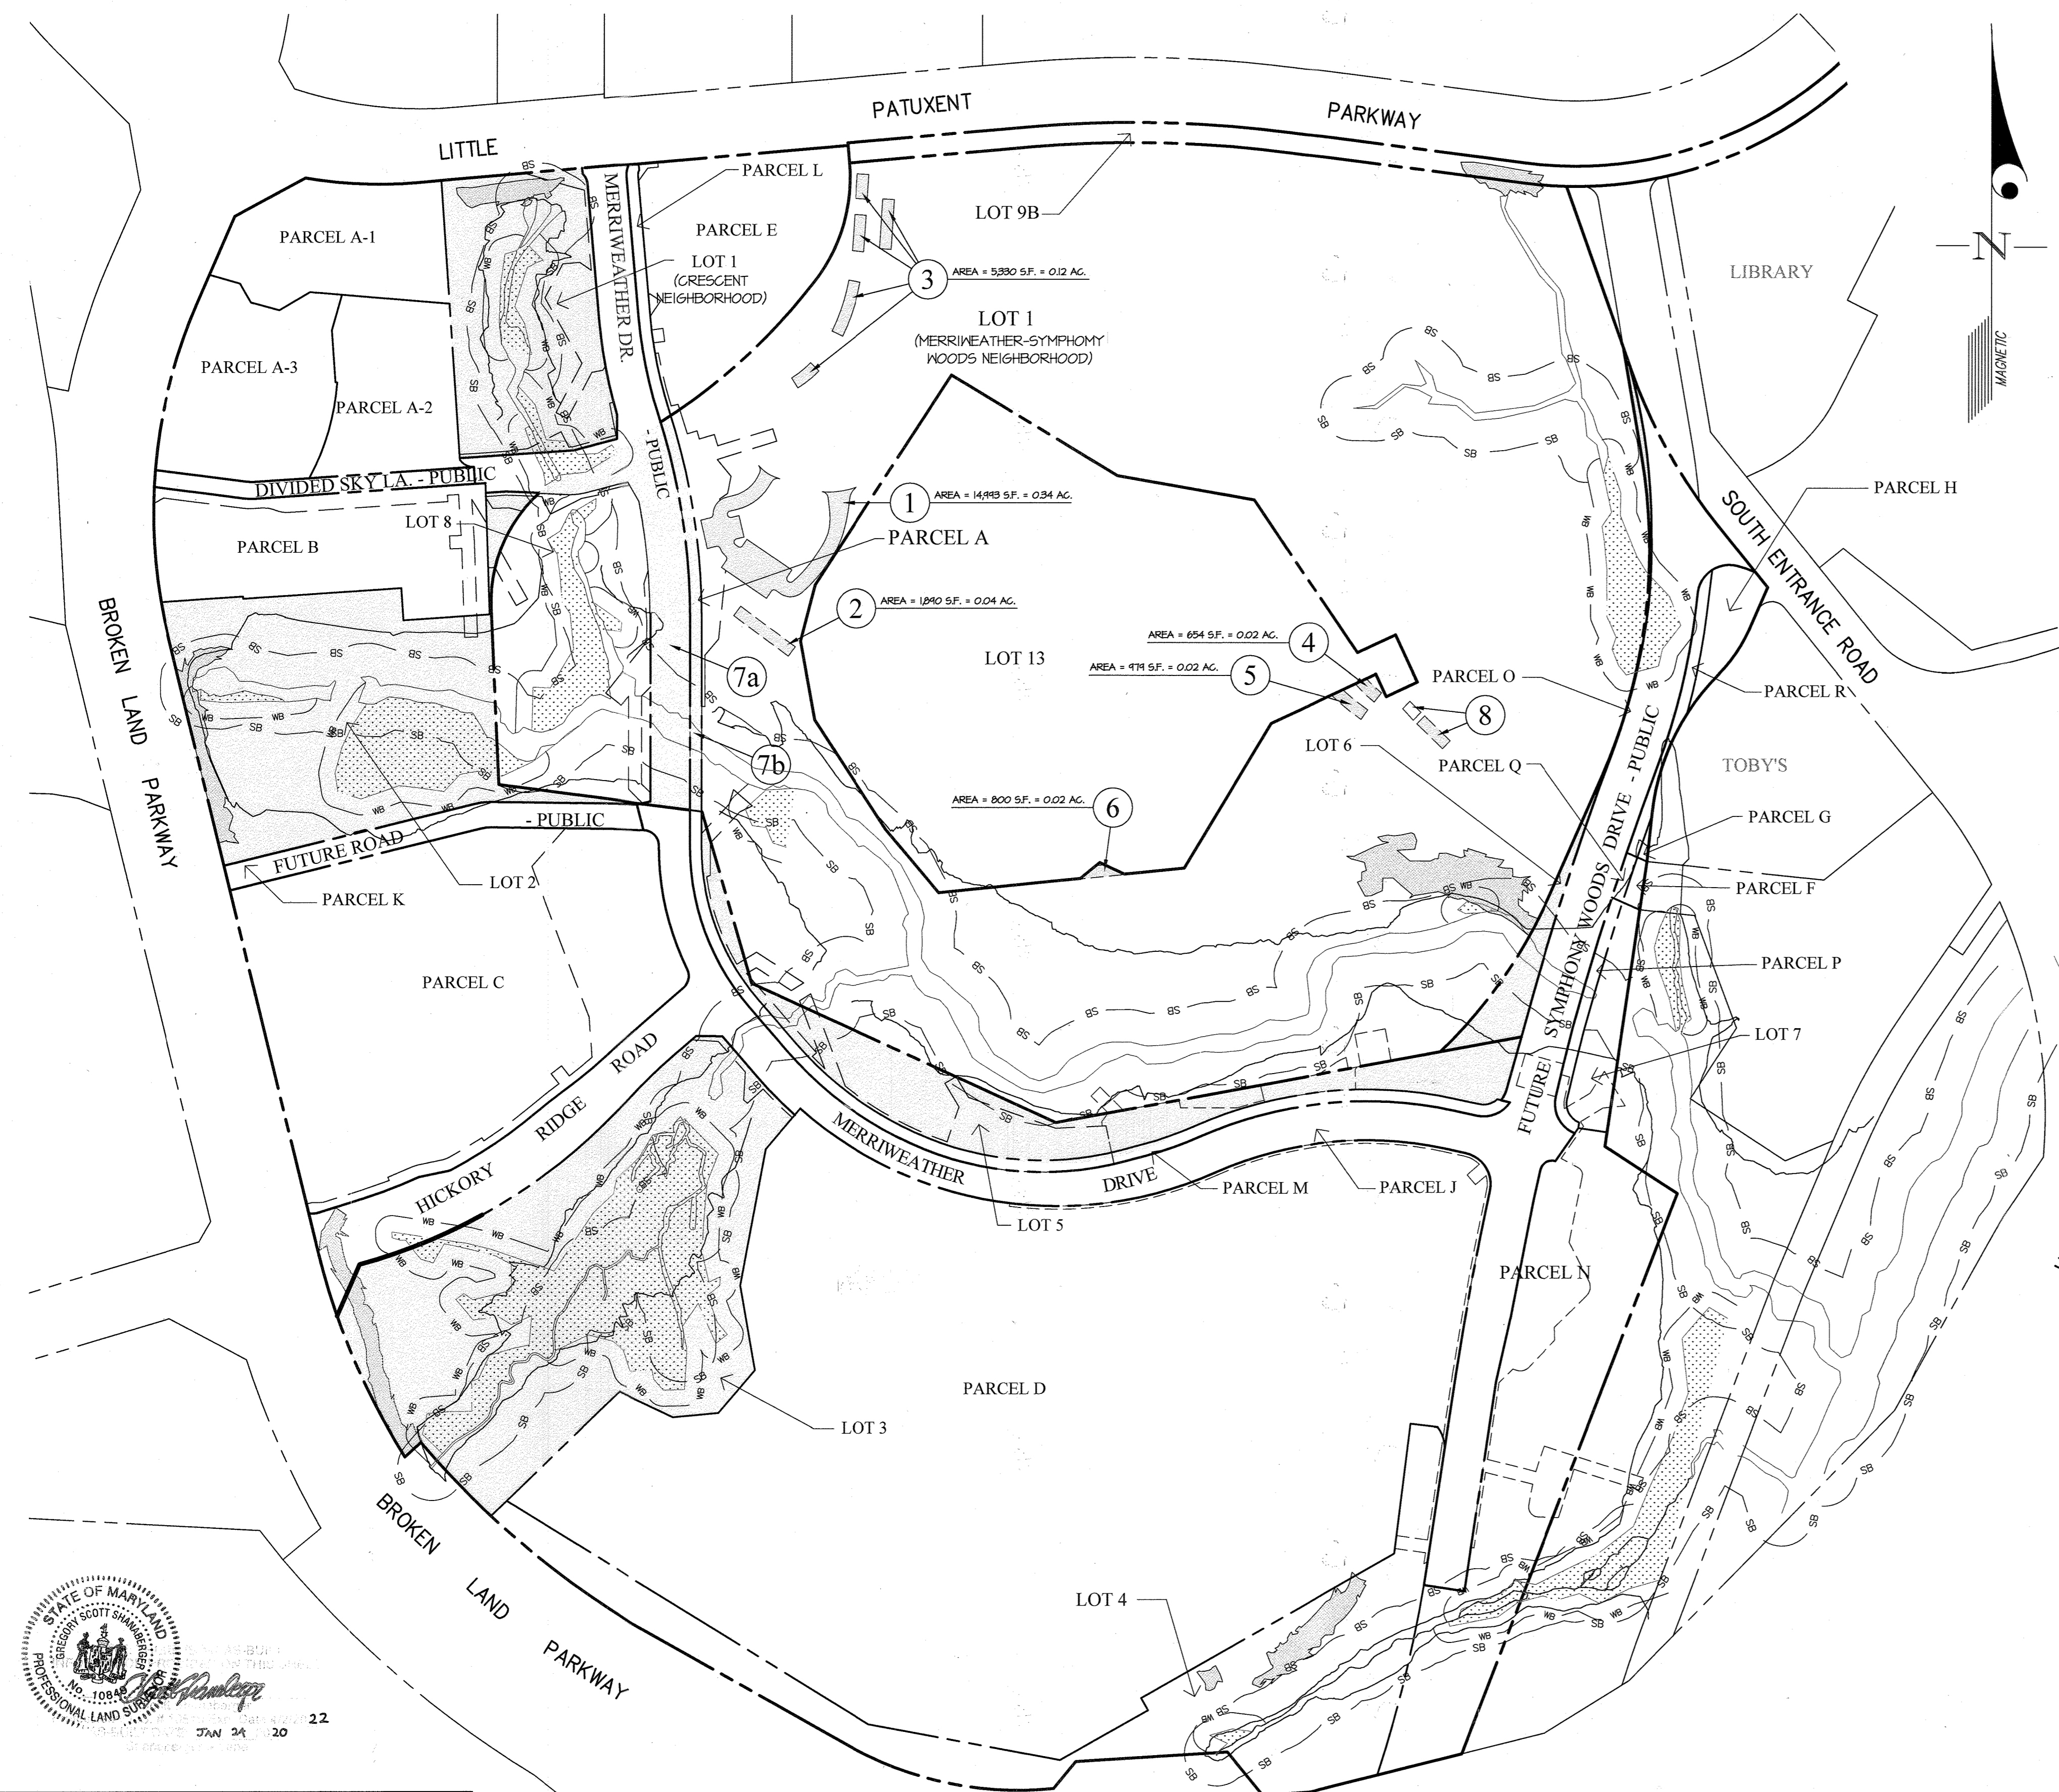 PATUXENT
PARKWAY
LITTLE
PARCEL L
MERRIWEATHER DR.
- PUBLIC
LOT 9B
PARCEL E
PARCEL A-1
LOT 1
(CRESCENT
NEIGHBORHOOD)
3
AREA = 5,330 S.F. = 0.12 AC.
LIBRARY
N
MAGNETIC
LOT 1
(MERRIWEATHER-SYMPHOMY
WOODS NEIGHBORHOOD)
PARCEL A-3
PARCEL A-2
DIVIDED SKY LA. - PUBLIC
PARCEL H
1
AREA = 14,993 S.F. = 0.34 AC.
LOT 8
PARCEL A
SOUTH ENTRANCE ROAD
PARCEL B
2
AREA = 1,890 S.F. = 0.04 AC.
BROKEN LAND PARKWAY
AREA = 654 S.F. = 0.02 AC.
4
LOT 13
AREA = 979 S.F. = 0.02 AC.
5
7a
PARCEL O
PARCEL R
8
LOT 6
7b
PARCEL Q
TOBY'S
AREA = 800 S.F. = 0.02 AC.
6
PARCEL G
FUTURE ROAD
- PUBLIC
LOT 2
PARCEL F
PARCEL K
FUTURE SYMPHONY WOODS DRIVE - PUBLIC
PARCEL C
PARCEL P
LOT 7
HICKORY RIDGE ROAD
MERRIWEATHER
DRIVE
PARCEL M
PARCEL J
LOT 5
PARCEL N
PARCEL D
LOT 3
BROKEN
LAND
PARKWAY
LOT 4
STATE OF MARYLAND
GREGORY SCOTT SHANABERGER
No. 10849
PROFESSIONAL LAND SURVEYOR
JAN 24 2022